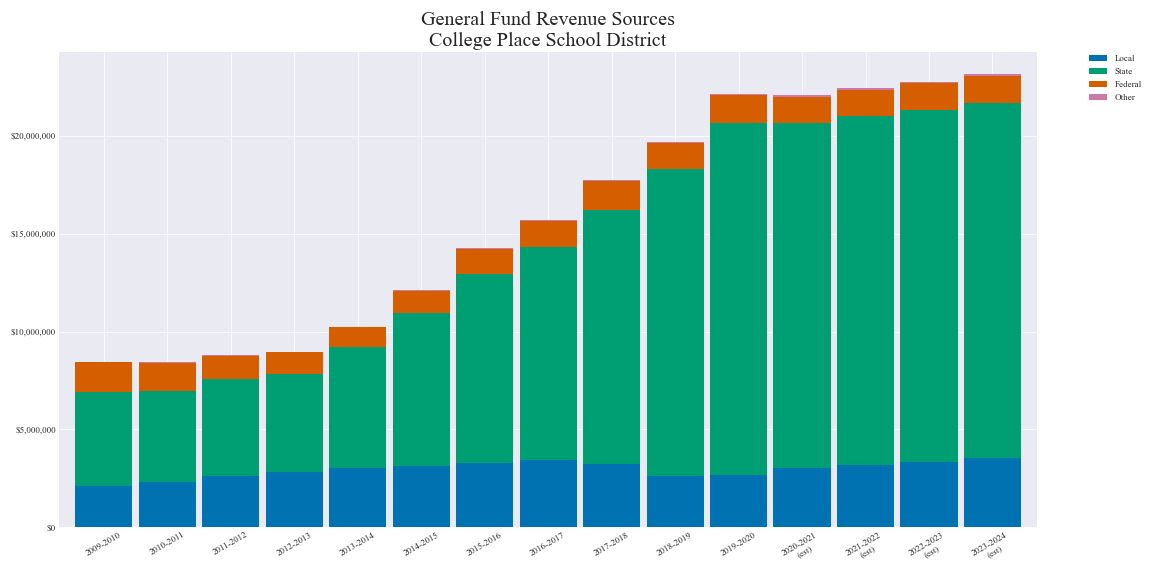 General Fund Revenue Sources
College Place School District
Local
State
Federal
Other
$20,000,000
$15,000,000
$10,000,000
$5,000,000
$0
2009-2010
2010-2011
2011-2012
2012-2013
2013-2014
2014-2015
2015-2016
2016-2017
2017-2018
2018-2019
2019-2020
2020-2021
(est)
2021-2022
(est)
2022-2023
(est)
2023-2024
(est)